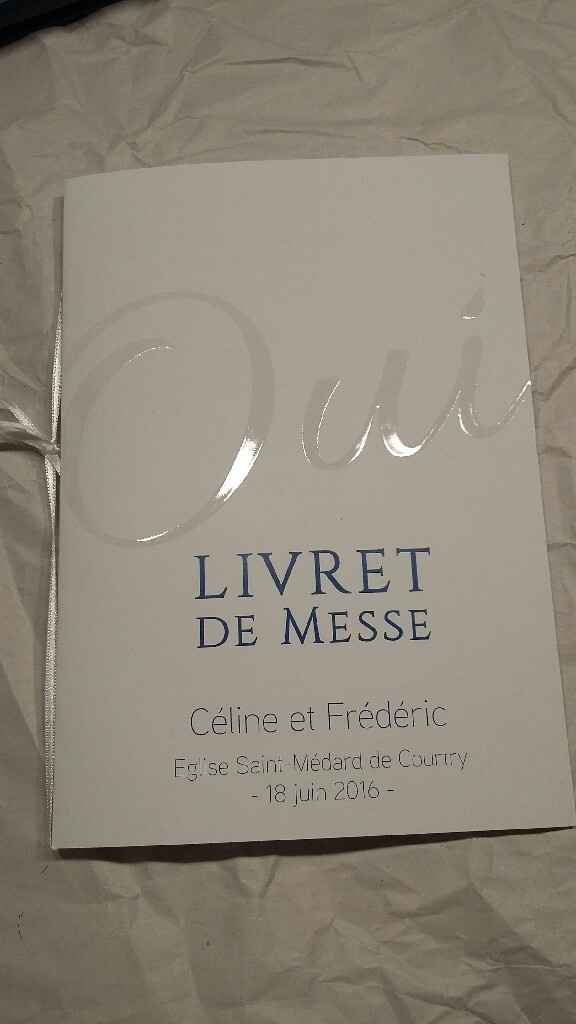 Oui
LIVRET
DE MESSE
Céline et Frédéric
Eglise Saint-Médard de Courtry
- 18 juin 2016 -